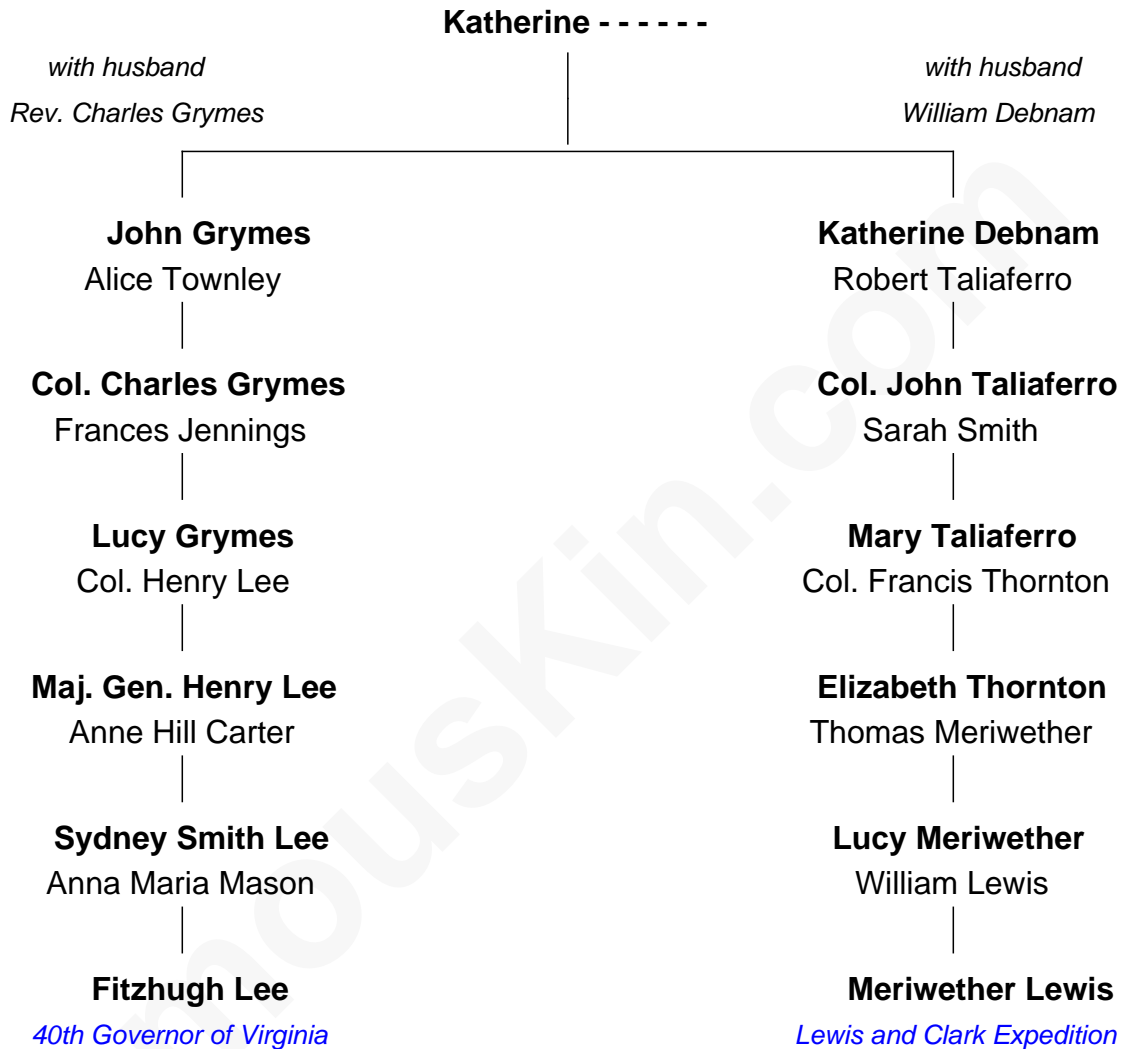 Katherine - - - - - -
with husband
Rev. Charles Grymes
with husband
William Debnam
John Grymes
Alice Townley
Katherine Debnam
Robert Taliaferro
Col. Charles Grymes
Frances Jennings
Col. John Taliaferro
Sarah Smith
Lucy Grymes
Col. Henry Lee
Mary Taliaferro
Col. Francis Thornton
Maj. Gen. Henry Lee
Anne Hill Carter
Elizabeth Thornton
Thomas Meriwether
Sydney Smith Lee
Anna Maria Mason
Lucy Meriwether
William Lewis
Fitzhugh Lee
40th Governor of Virginia
Meriwether Lewis
Lewis and Clark Expedition
mousKin.com